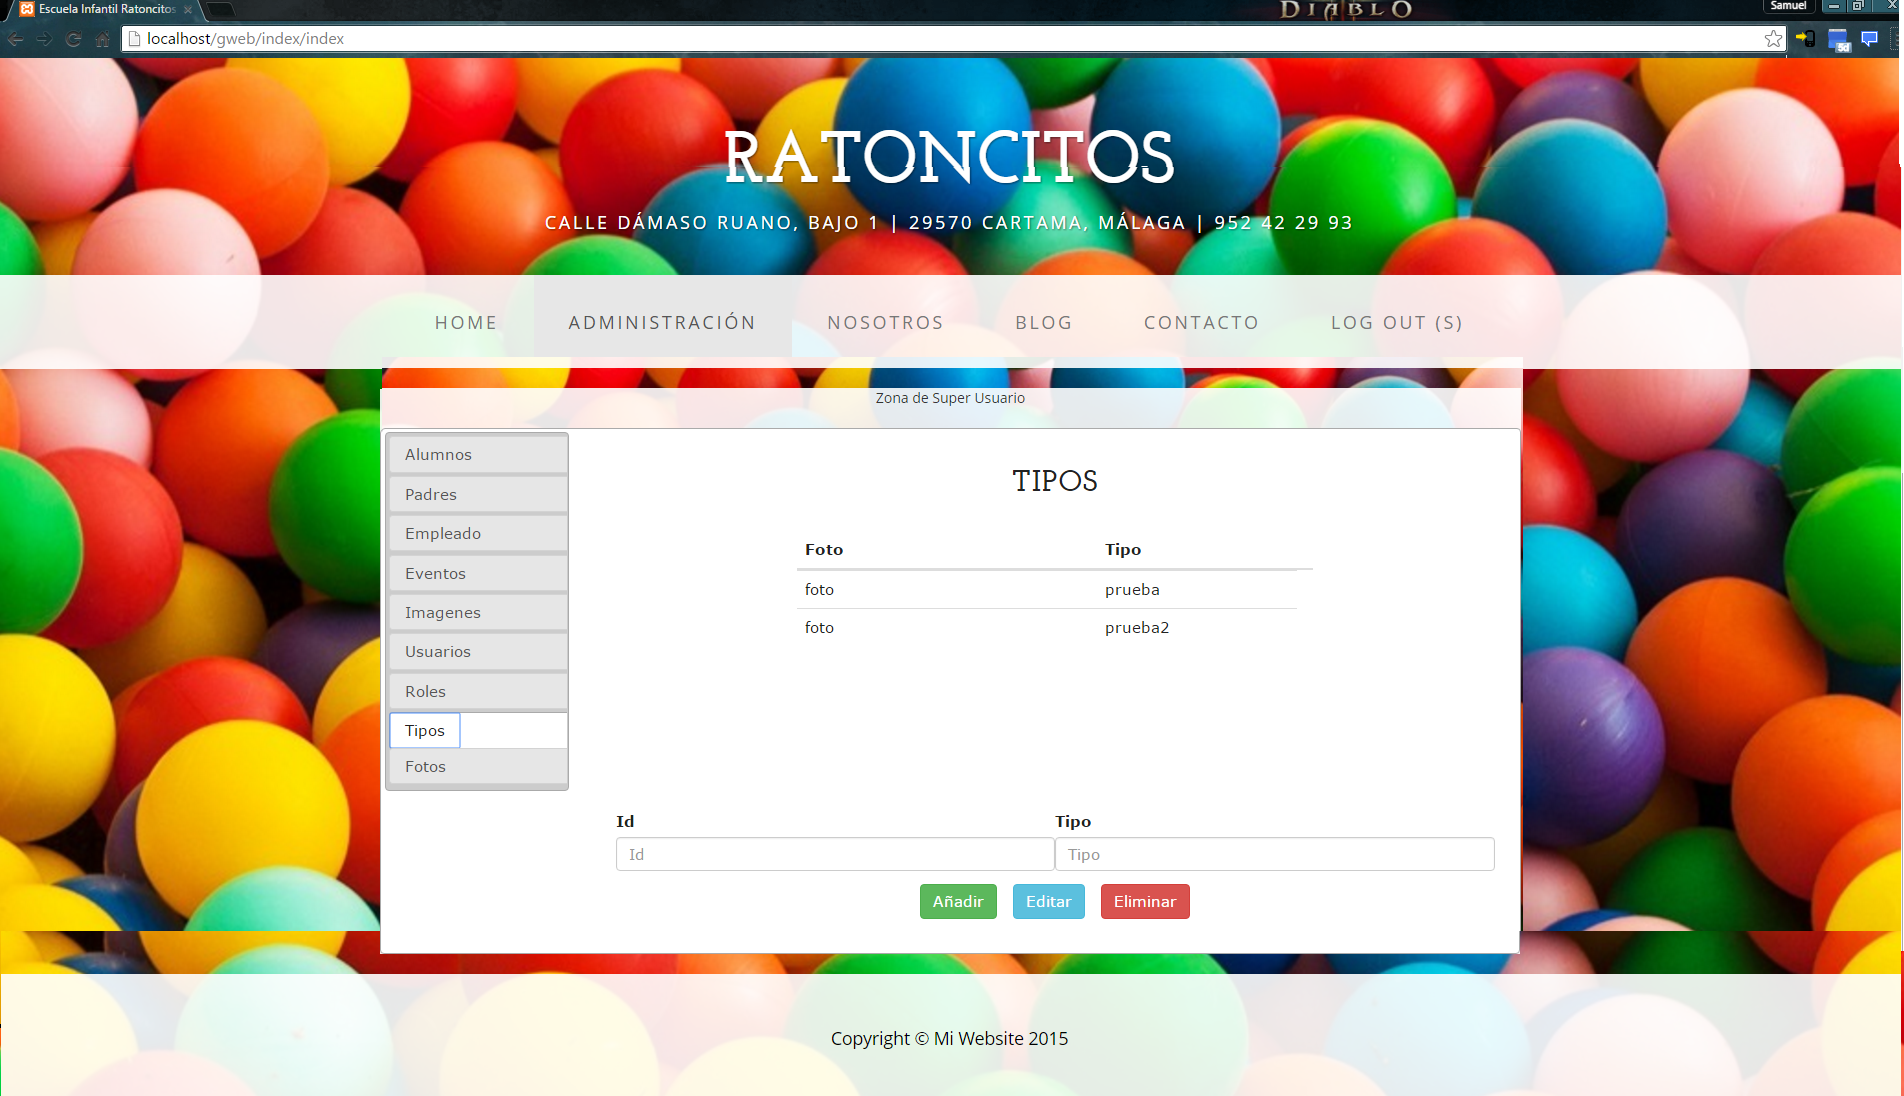 Escuela Infantil Ratoncitos
DIABLO
Samuel
localhost/gweb/index/index
5d
RATONCITOS
CALLE DÁMASO RUANO, BAJO 1 | 29570 CARTAMA, MÁLAGA | 952 42 29 93
HOME ADMINISTRACIÓN NOSOTROS BLOG CONTACTO LOG OUT (S)
Zona de Super Usuario
Alumnos
Padres
Empleado
Eventos
Imagenes
Usuarios
Roles
Tipos
Fotos
TIPOS
Foto Tipo
foto prueba
foto prueba2
Id Tipo
Id Tipo
Añadir Editar Eliminar
Copyright © Mi Website 2015